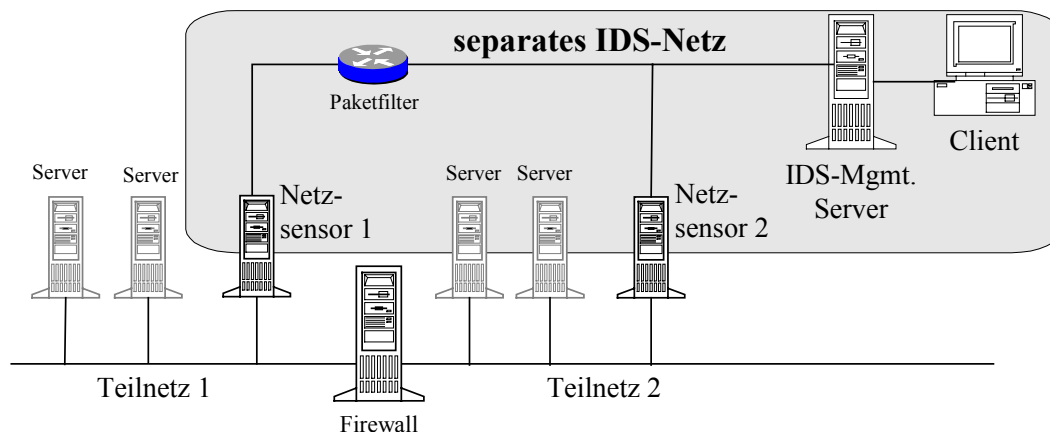 separates IDS-Netz
Paketfilter
Client
IDS-Mgmt.
Server
Server
Server
Netz-
sensor 1
Server
Server
Netz-
sensor 2
Teilnetz 1
Teilnetz 2
Firewall